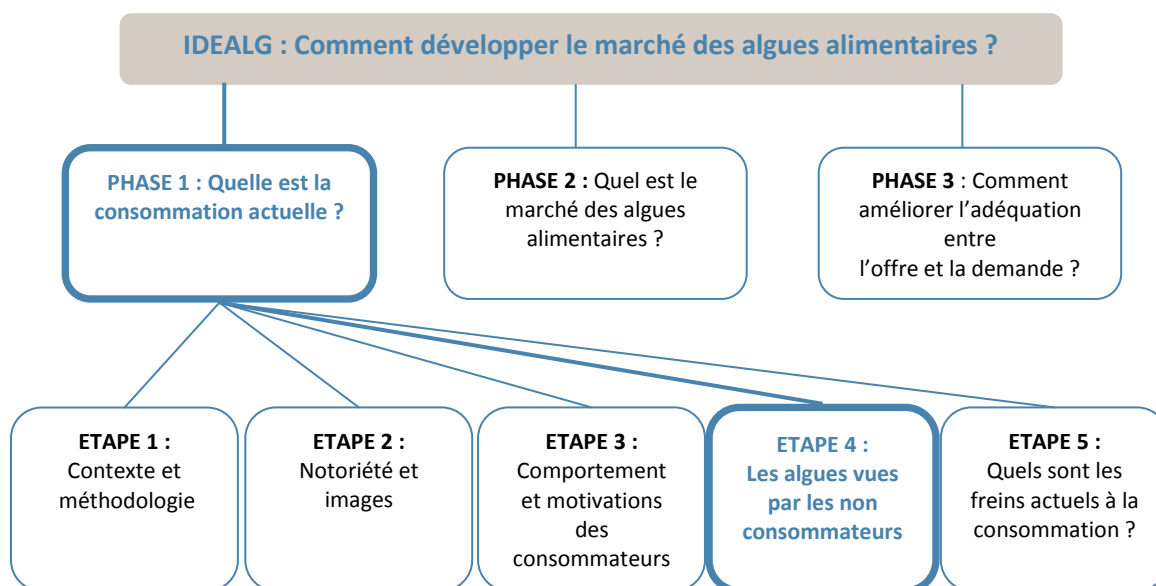 IDEALG : Comment développer le marché des algues alimentaires ?
PHASE 1 : Quelle est la
consommation actuelle ?
PHASE 2 : Quel est le
marché des algues
alimentaires ?
PHASE 3 : Comment
améliorer l’adéquation
entre
l’offre et la demande ?
ETAPE 1 :
Contexte et
méthodologie
ETAPE 2 :
Notoriété et
images
ETAPE 3 :
Comportement
et motivations
des
consommateurs
ETAPE 4 :
Les algues vues
par les non
consommateurs
ETAPE 5 :
Quels sont les
freins actuels à la
consommation ?